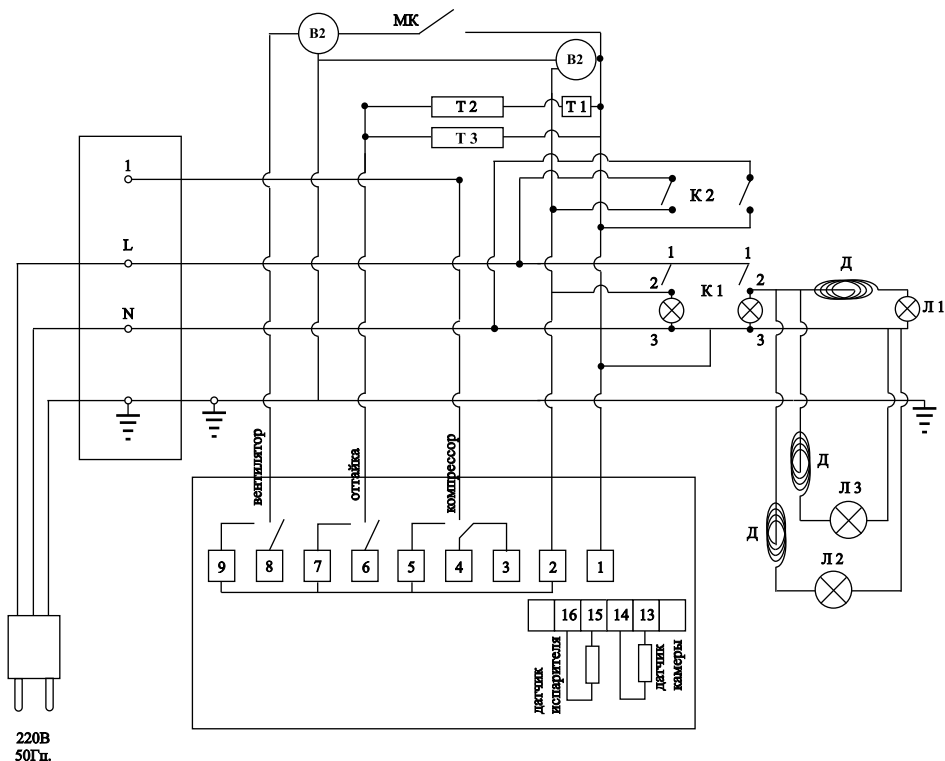 МК
В2
В2
Т 2
Т 1
Т 3
1
К 2
L
1
1
Д
2
К 1
2
Л 1
N
3
3
вентилятор
оттайка
компрессор
Д
Л 3
Д
Л 2
9
8
7
6
5
4
3
2
1
16
15
14
13
датчик
испарителя
датчик
камеры
220В
50Гц.